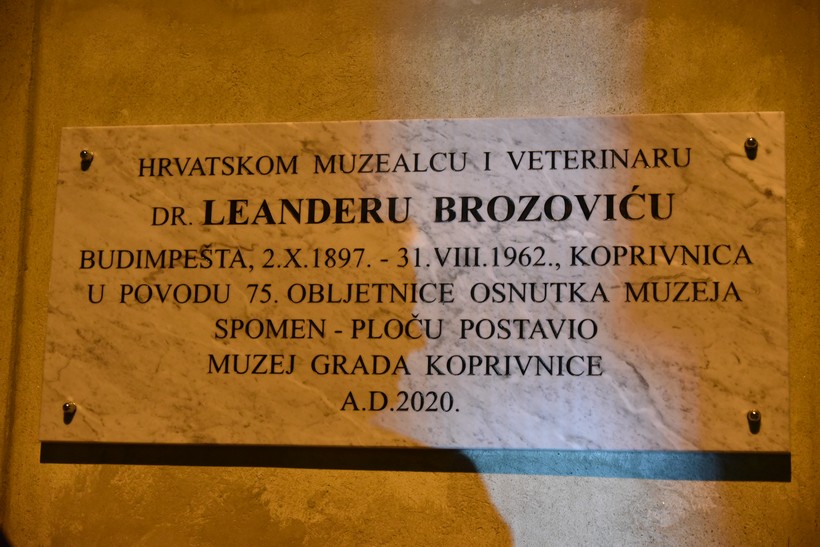 HRVATSKOM MUZEALCU I VETERINARU
DR. LEANDERU BROZOVIĆU
BUDIMPEŠTA, 2.X.1897. - 31.VIII.1962., KOPRIVNICA
U POVODU 75. OBLJETNICE OSNUTKA MUZEJA
SPOMEN - PLOČU POSTAVIO
MUZEJ GRADA KOPRIVNICE
A.D.2020.